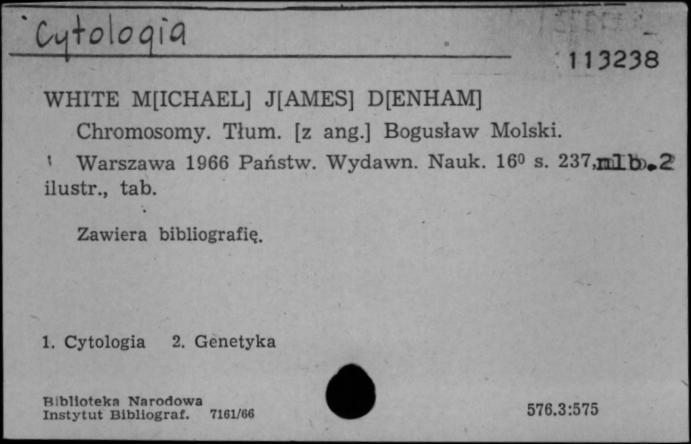 Cytologia
113238
WHITE M[ICHAEL] J[AMES] D[ENHAM]
Chromosomy. Tłum. [z ang.] Bogusław Molski.
Warszawa 1966 Państw. Wydawn. Nauk. 16⁰ s. 237, nlb. 2
ilustr., tab.
Zawiera bibliografię.
1. Cytologia 2. Genetyka
Biblioteka Narodowa
Instytut Bibliograf. 7161/66
576.3:575